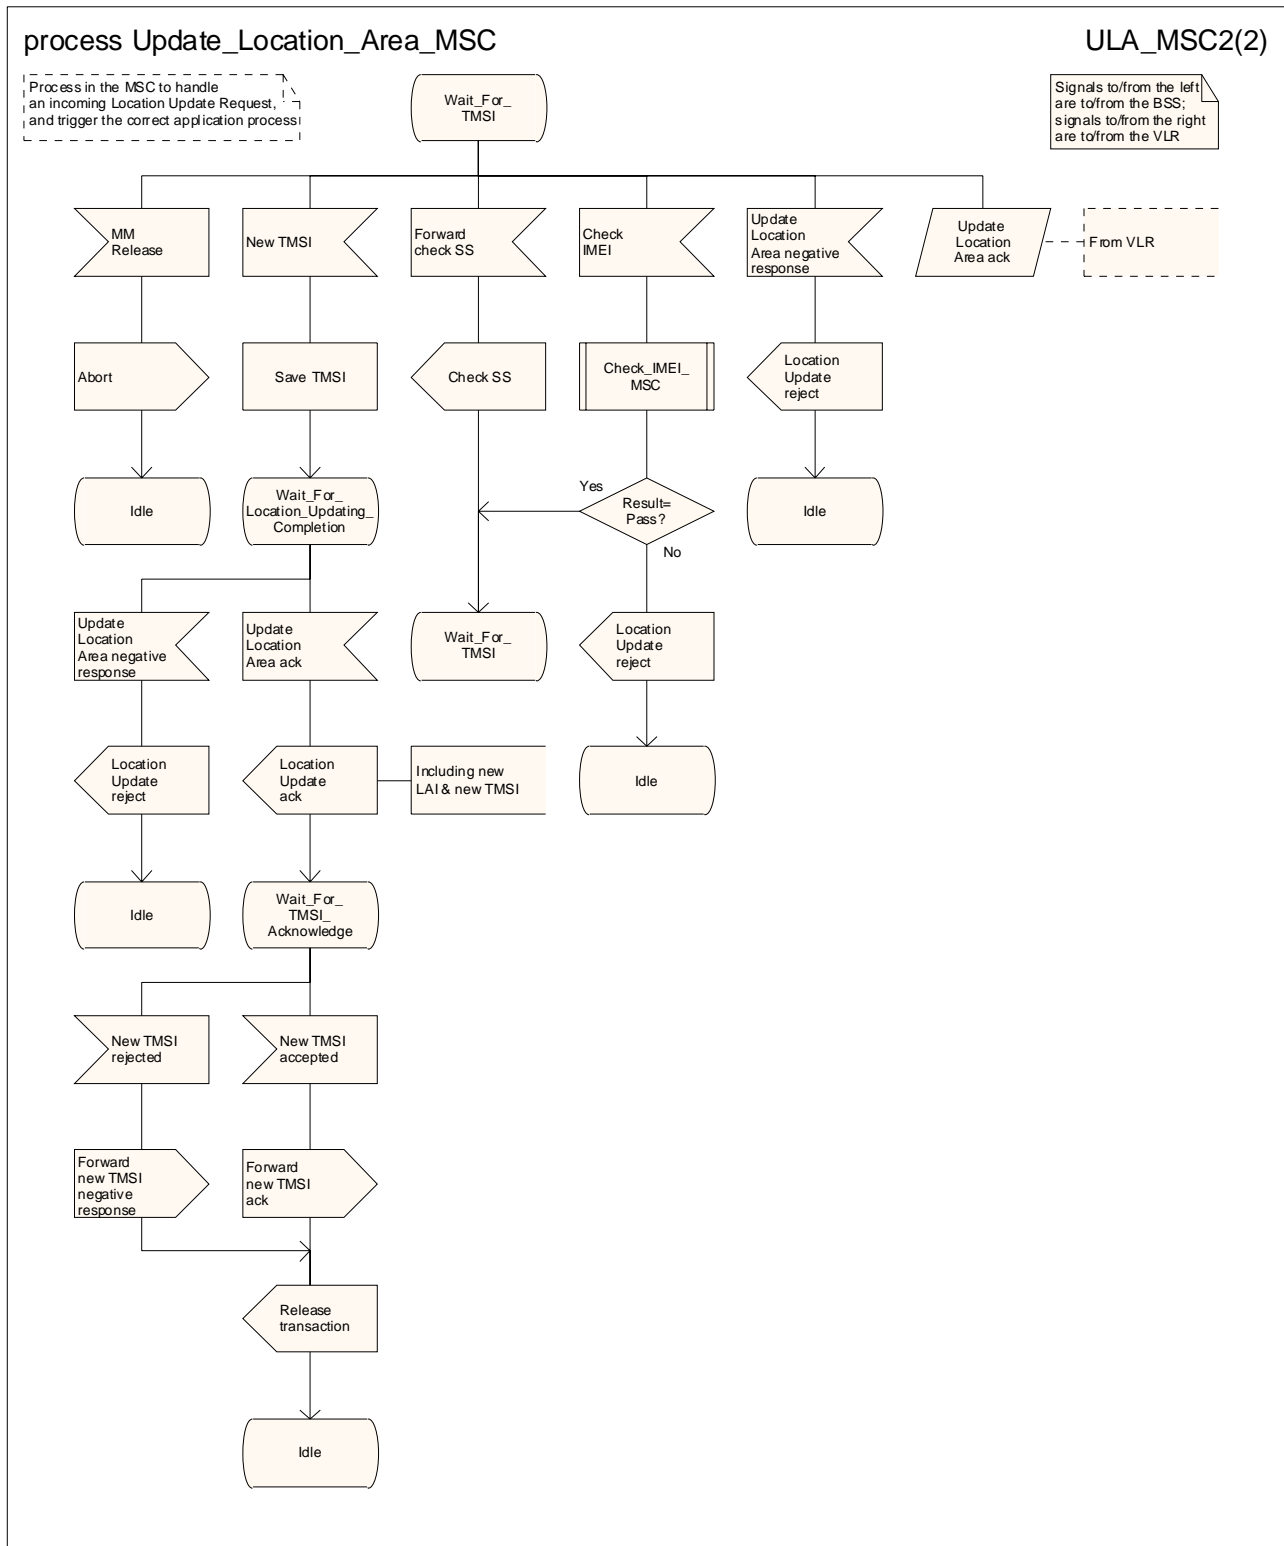 process Update_Location_Area_MSC
ULA_MSC2(2)
Process in the MSC to handle
an incoming Location Update Request,
and trigger the correct application process
Wait_For_
TMSI
Signals to/from the left
are to/from the BSS;
signals to/from the right
are to/from the VLR
MM
Release
New TMSI
Forward
check SS
Check
IMEI
Update
Location
Area negative
response
Update
Location
Area ack
From VLR
Abort
Save TMSI
Check SS
Check_IMEI_
MSC
Location
Update
reject
Idle
Wait_For_
Location_Updating_
Completion
Yes
Result=
Pass?
No
Idle
Update
Location
Area negative
response
Update
Location
Area ack
Wait_For_
TMSI
Location
Update
reject
Location
Update
reject
Location
Update
ack
Including new
LAI & new TMSI
Idle
Idle
Wait_For_
TMSI_
Acknowledge
New TMSI
rejected
New TMSI
accepted
Forward
new TMSI
negative
response
Forward
new TMSI
ack
Release
transaction
Idle